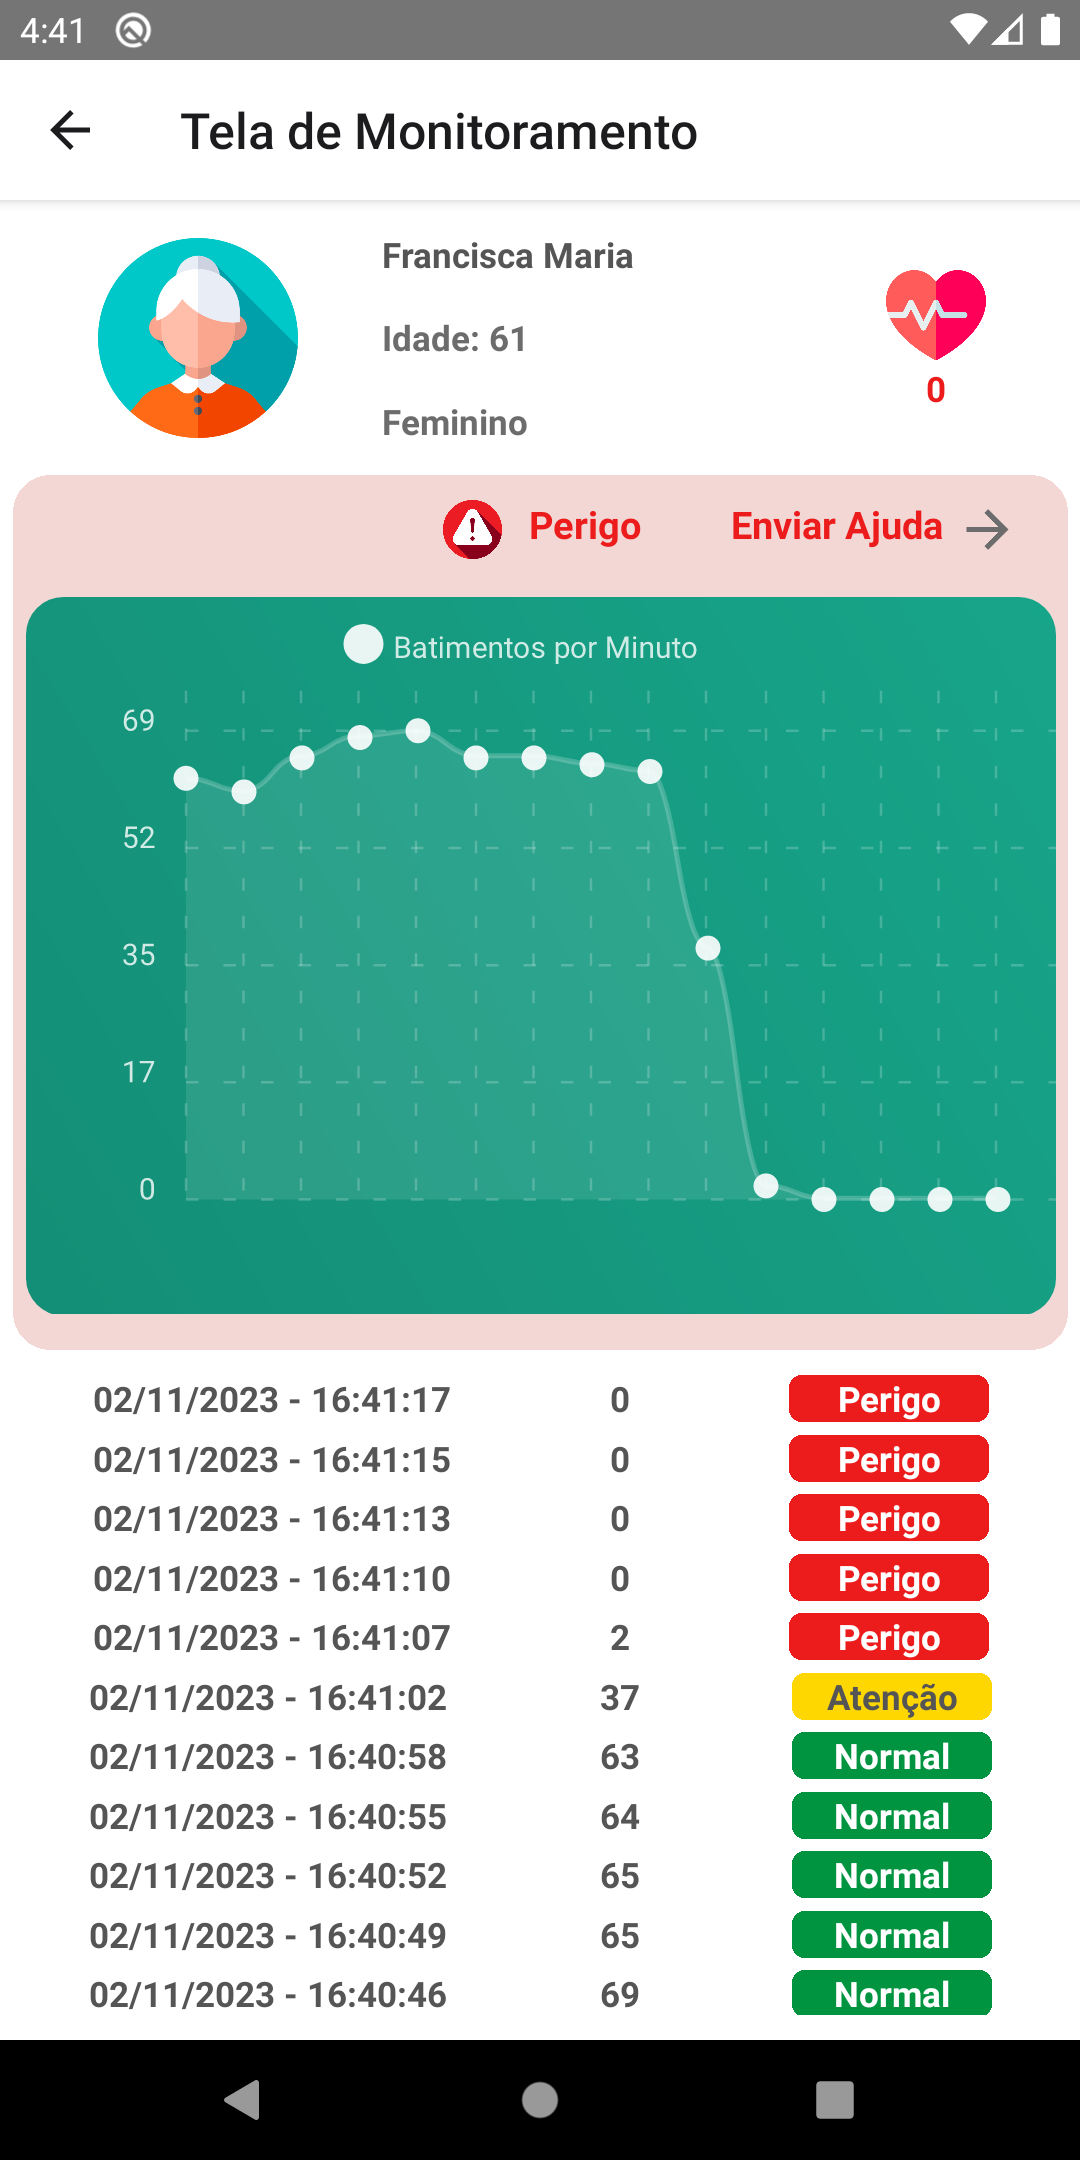 4:41
Tela de Monitoramento
Francisca Maria
Idade: 61
Feminino
0
Perigo Enviar Ajuda
Batimentos por Minuto
69
52
35
17
0
02/11/2023 - 16:41:17 0 Perigo
02/11/2023 - 16:41:15 0 Perigo
02/11/2023 - 16:41:13 0 Perigo
02/11/2023 - 16:41:10 0 Perigo
02/11/2023 - 16:41:07 2 Perigo
02/11/2023 - 16:41:02 37 Atenção
02/11/2023 - 16:40:58 63 Normal
02/11/2023 - 16:40:55 64 Normal
02/11/2023 - 16:40:52 65 Normal
02/11/2023 - 16:40:49 65 Normal
02/11/2023 - 16:40:46 69 Normal